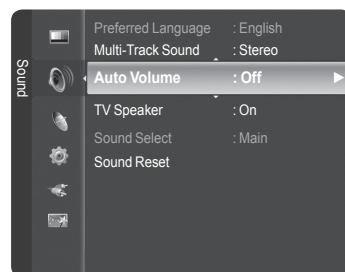 Sound
Preferred Language : English
Multi-Track Sound : Stereo
Auto Volume : Off
TV Speaker : On
Sound Select : Main
Sound Reset